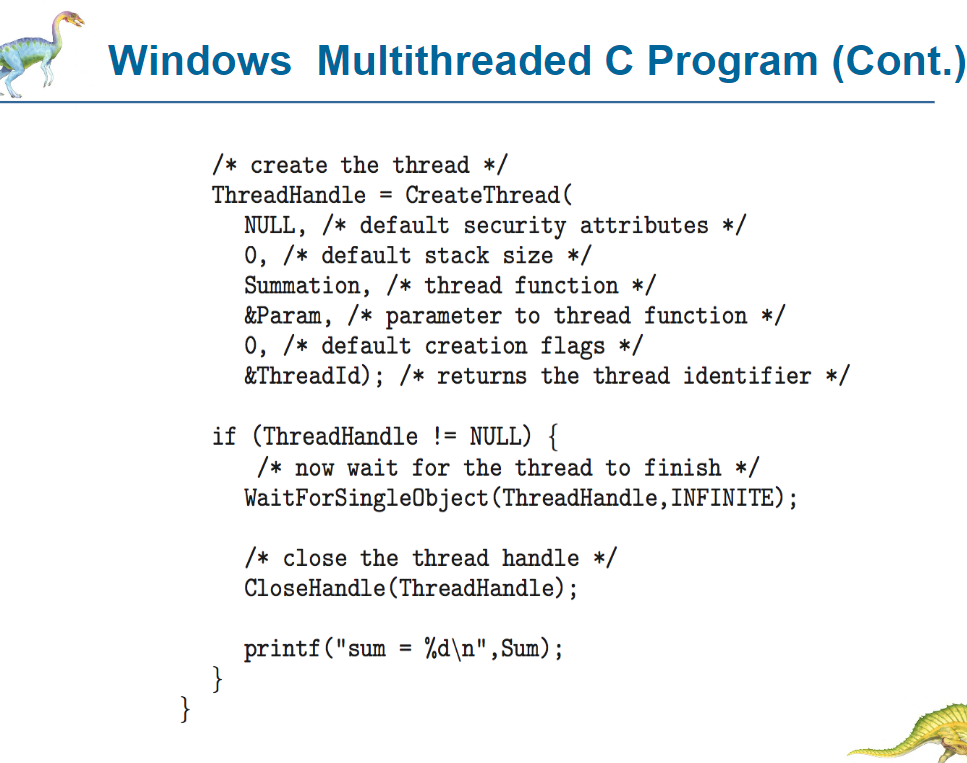 Windows Multithreaded C Program (Cont.)
/* create the thread */
ThreadHandle = CreateThread(
NULL, /* default security attributes */
0, /* default stack size */
Summation, /* thread function */
&Param, /* parameter to thread function */
0, /* default creation flags */
&ThreadId); /* returns the thread identifier */
if (ThreadHandle != NULL) {
/* now wait for the thread to finish */
WaitForSingleObject(ThreadHandle,INFINITE);
/* close the thread handle */
CloseHandle(ThreadHandle);
printf("sum = %d\n",Sum);
}
}